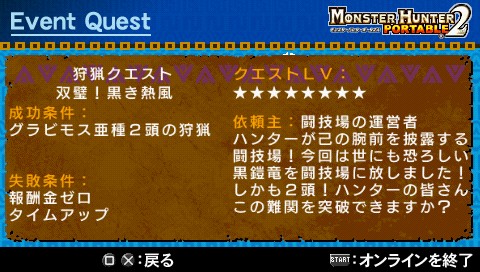 Event Quest
MONSTER HUNTER
PORTABLE 2
狩猟クエスト
双璧！黒き熱風
成功条件：
グラビモス亜種２頭の狩猟
失敗条件：
報酬金ゼロ
タイムアップ
クエストＬＶ：
★★★★★★★★
依頼主：闘技場の運営者
ハンターが己の腕前を披露する
闘技場！今回は世にも恐ろしい
黒鎧竜を闘技場に放しました！
しかも２頭！ハンターの皆さん
この難関を突破できますか？
□×：戻る
START：オンラインを終了